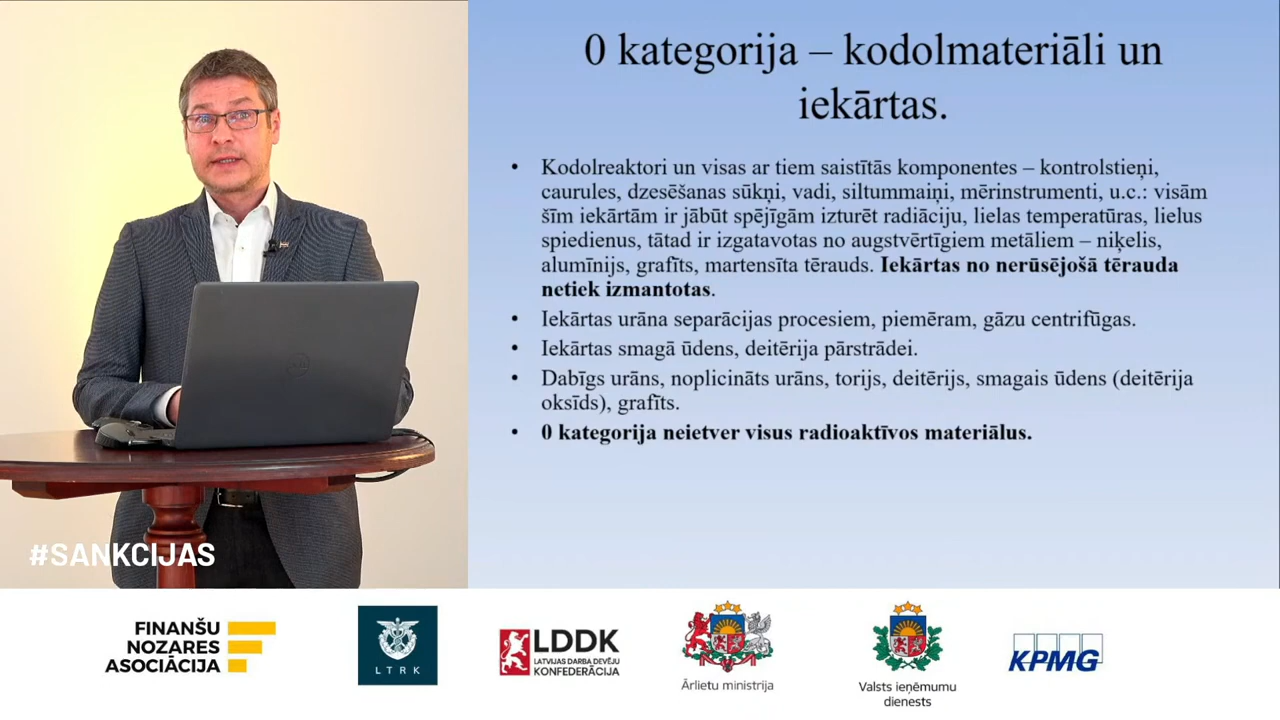 0 kategorija – kodolmateriāli un
iekārtas.
• Kodolreaktori un visas ar tiem saistītās komponentes – kontrolstieņi,
caurules, dzesēšanas sūkņi, vadi, siltummaiņi, mērinstrumenti, u.c.: visām
šīm iekārtām ir jābūt spējīgām izturēt radiāciju, lielas temperatūras, lielus
spiedienus, tātad ir izgatavotas no augstvērtīgiem metāliem – niķelis,
alumīnijs, grafīts, martensīta tērauds. Iekārtas no nerūsējošā tērauda
netiek izmantotas.
• Iekārtas urāna separācijas procesiem, piemēram, gāzu centrifūgas.
• Iekārtas smagā ūdens, deitērija pārstrādei.
• Dabīgs urāns, noplicināts urāns, torijs, deitērijs, smagais ūdens (deitērija
oksīds), grafīts.
• 0 kategorija neietver visus radioaktīvos materiālus.
#SANKCIJAS
FINANŠU
NOZARES
ASOCIĀCIJA
LTRK
LDDK
LATVIJAS DARBA DEVĒJU
KONFEDERĀCIJA
Ārlietu ministrija
Valsts ieņēmumu
dienests
KPMG